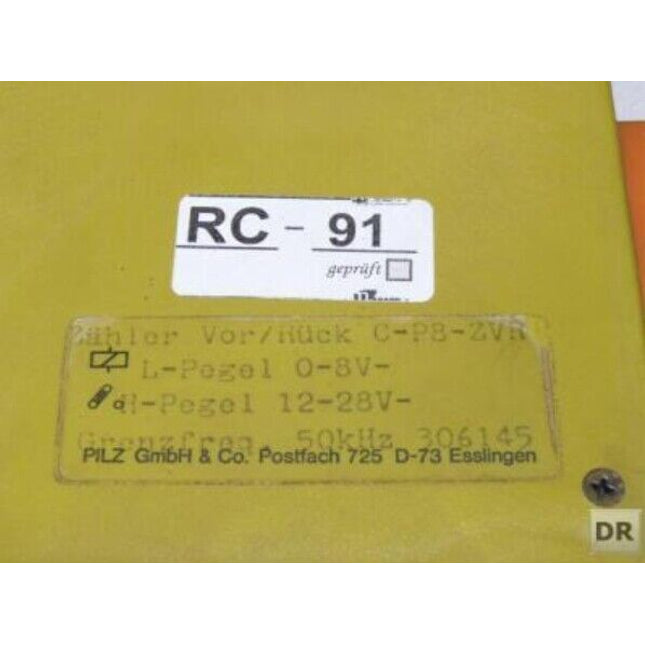 RC - 91
geprüft
Zähler Vor/Rück C-P8-ZVR
L-Pegel 0-8V-
H-Pegel 12-28V-
Grenzfreq. 50kHz 306145
PILZ GmbH & Co. Postfach 725 D-73 Esslingen
DR